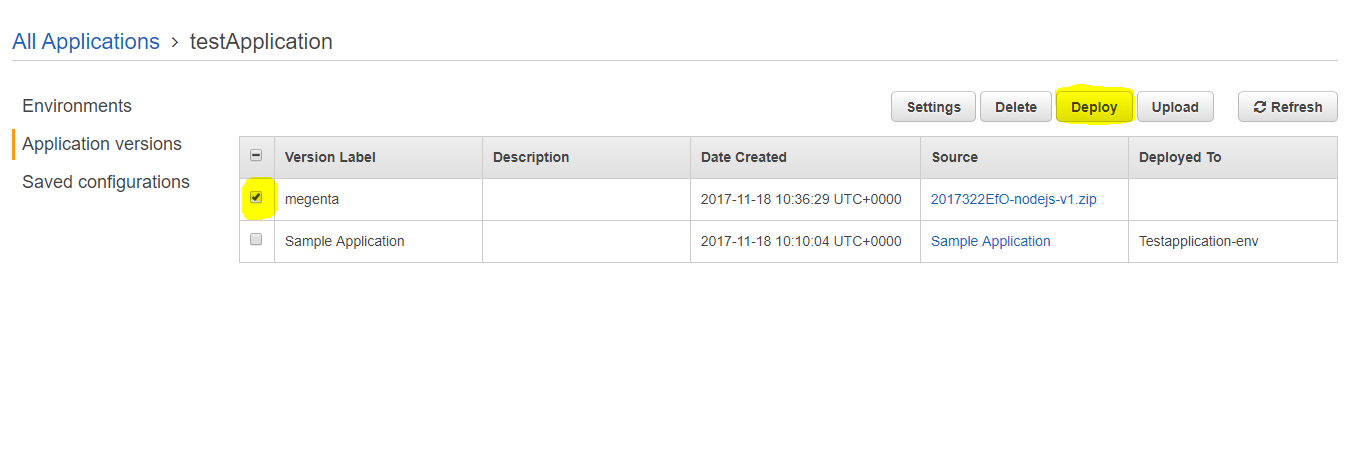 All Applications › testApplication
Environments
Application versions
Saved configurations
Settings Delete Deploy Upload Refresh
Version Label Description Date Created Source Deployed To
megenta 2017-11-18 10:36:29 UTC+0000 2017322EfO-nodejs-v1.zip
Sample Application 2017-11-18 10:10:04 UTC+0000 Sample Application Testapplication-env